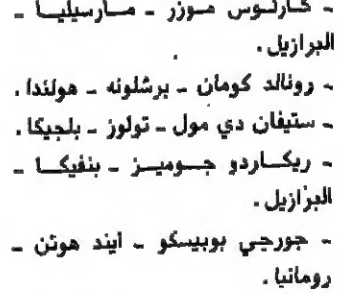 - كارلوس موزر - مارسيليا -
البرازيل.
- رونالد كومان - برشلونه - هولندا.
- ستيفان دي مول - تولوز - بلجيكا.
- ريكاردو جوميز - بنفيكا -
البرازيل.
- جورجي بوبيسكو - ايند هوتن -
رومانيا.